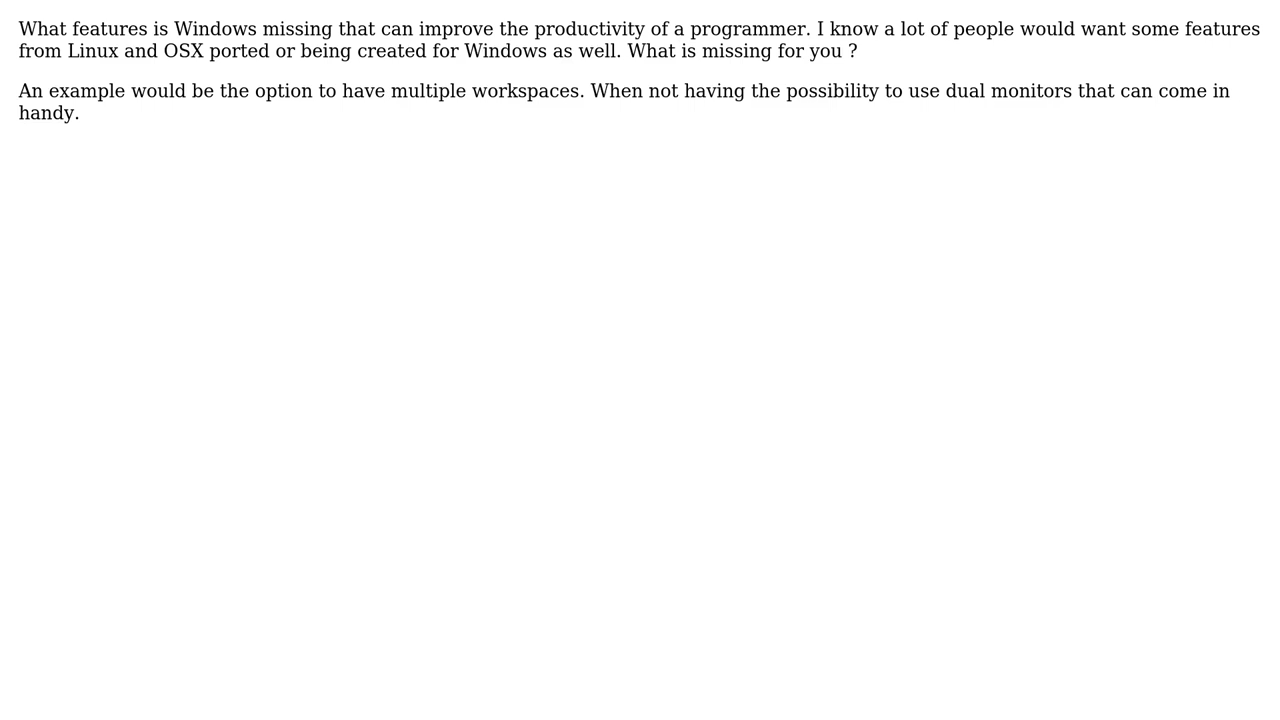 What features is Windows missing that can improve the productivity of a programmer. I know a lot of people would want some features
from Linux and OSX ported or being created for Windows as well. What is missing for you ?
An example would be the option to have multiple workspaces. When not having the possibility to use dual monitors that can come in
handy.